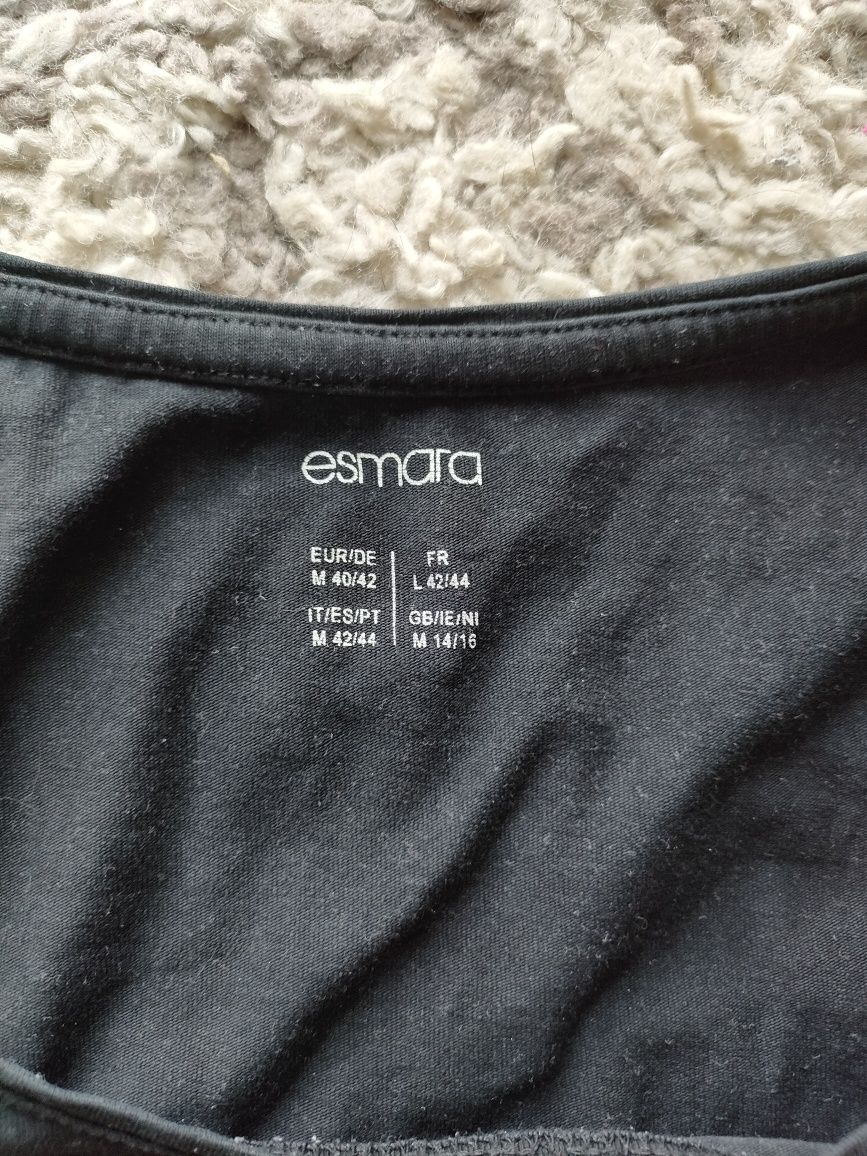 esmara
EUR/DE
M 40/42
FR
L 42/44
IT/ES/PT
M 42/44
GB/IE/NI
M 14/16